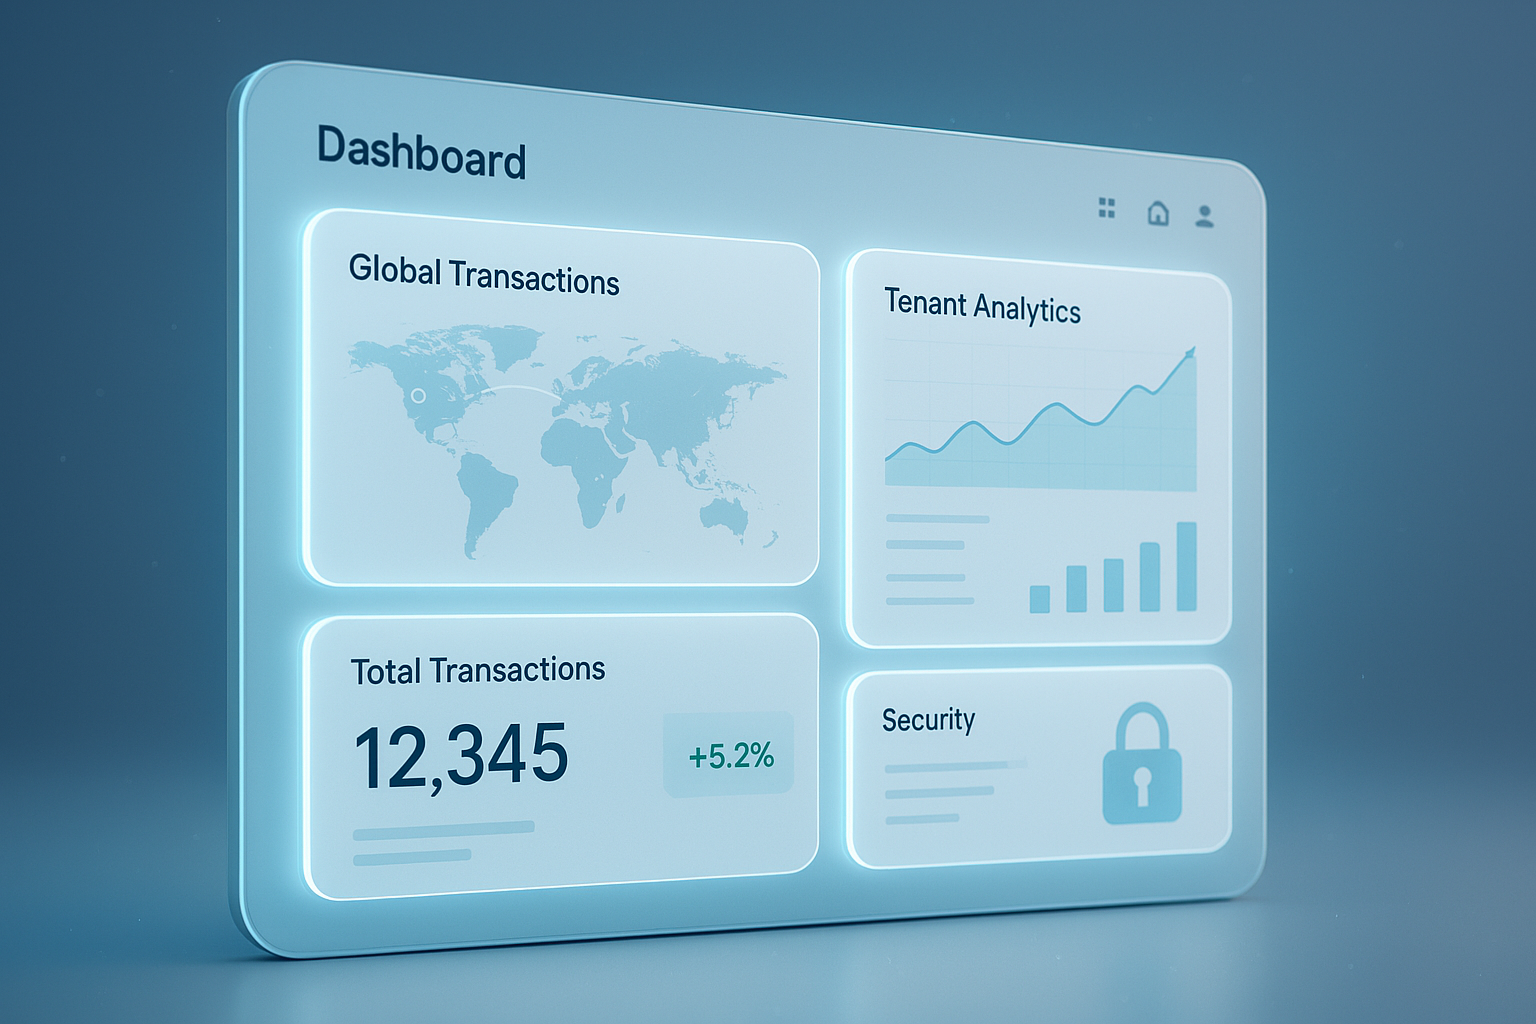 Dashboard
Global Transactions
Tenant Analytics
Total Transactions
12,345
+5.2%
Security